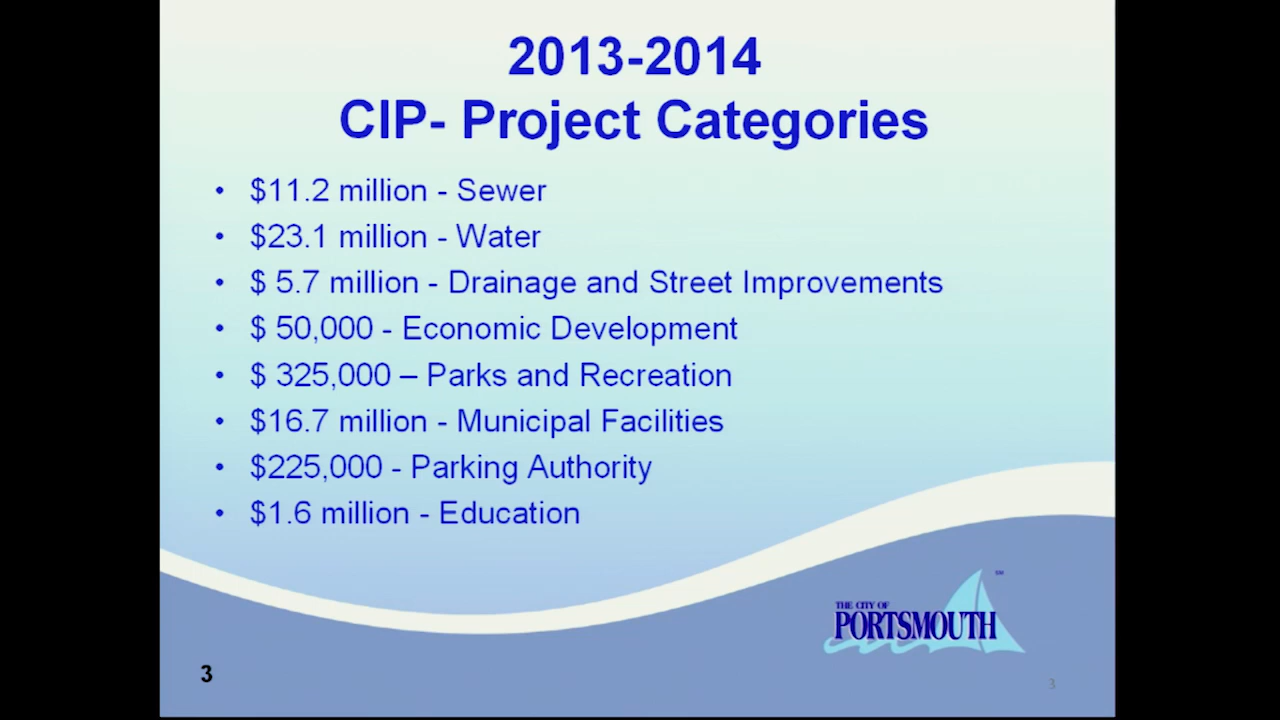 2013-2014
CIP- Project Categories
• $11.2 million - Sewer
• $23.1 million - Water
• $ 5.7 million - Drainage and Street Improvements
• $ 50,000 - Economic Development
• $ 325,000 – Parks and Recreation
• $16.7 million - Municipal Facilities
• $225,000 - Parking Authority
• $1.6 million - Education
THE CITY OF
PORTSMOUTH
SM
3
3